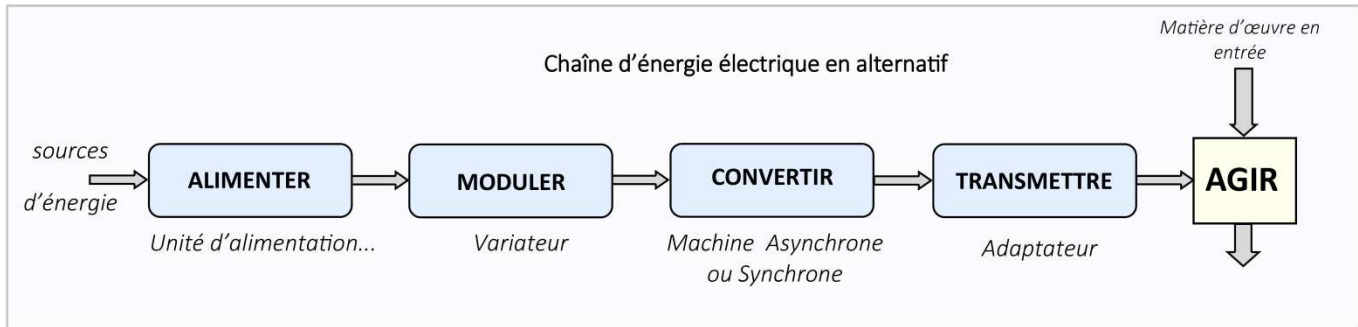 Matière d'œuvre en
entrée
Chaîne d'énergie électrique en alternatif
sources
d'énergie
ALIMENTER
MODULER
CONVERTIR
TRANSMETTRE
AGIR
Unité d'alimentation...
Variateur
Machine Asynchrone
ou Synchrone
Adaptateur